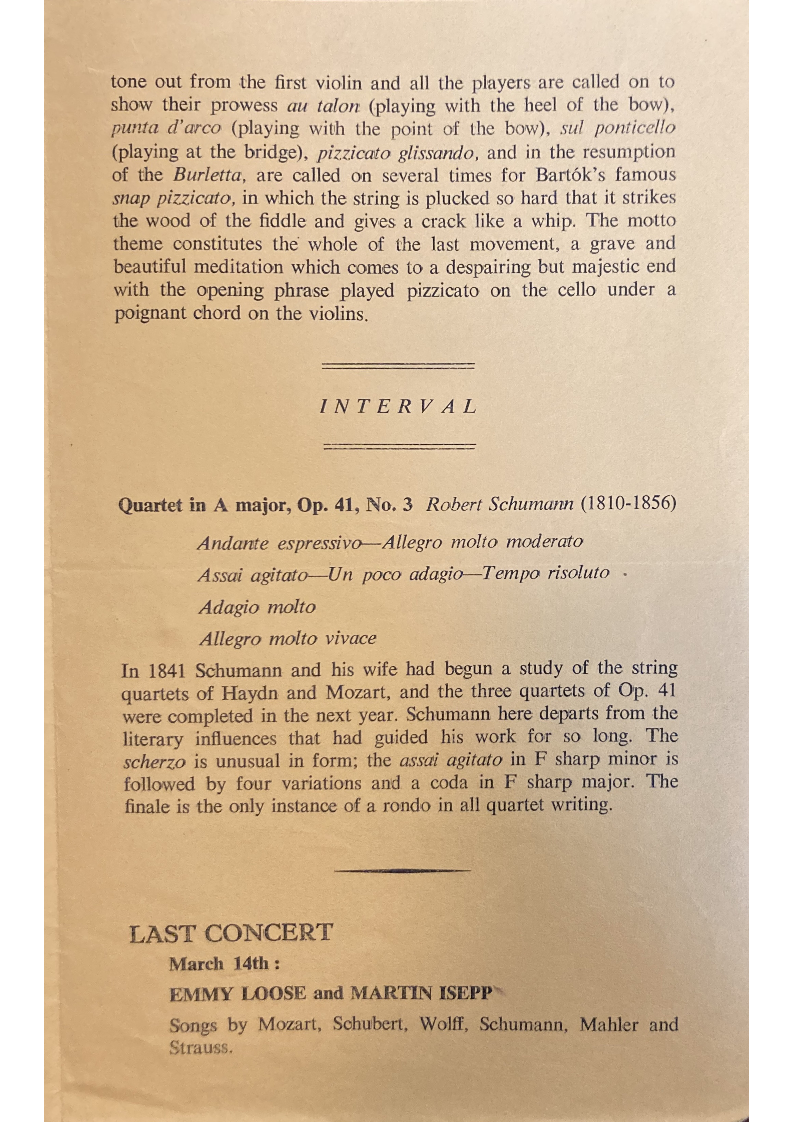 tone out from the first violin and all the players are called on to
show their prowess au talon (playing with the heel of the bow),
punta d'arco (playing with the point of the bow), sul ponticello
(playing at the bridge), pizzicato glissando, and in the resumption
of the Burletta, are called on several times for Bartók's famous
snap pizzicato, in which the string is plucked so hard that it strikes
the wood of the fiddle and gives a crack like a whip. The motto
theme constitutes the whole of the last movement, a grave and
beautiful meditation which comes to a despairing but majestic end
with the opening phrase played pizzicato on the cello under a
poignant chord on the violins.
INTERVAL
Quartet in A major, Op. 41, No. 3 Robert Schumann (1810-1856)
Andante espressivo—Allegro molto moderato
Assai agitato—Un poco adagio—Tempo risoluto
Adagio molto
Allegro molto vivace
In 1841 Schumann and his wife had begun a study of the string
quartets of Haydn and Mozart, and the three quartets of Op. 41
were completed in the next year. Schumann here departs from the
literary influences that had guided his work for so long. The
scherzo is unusual in form; the assai agitato in F sharp minor is
followed by four variations and a coda in F sharp major. The
finale is the only instance of a rondo in all quartet writing.
LAST CONCERT
March 14th :
EMMY LOOSE and MARTIN ISEPP
Songs by Mozart, Schubert, Wolff, Schumann, Mahler and
Strauss.